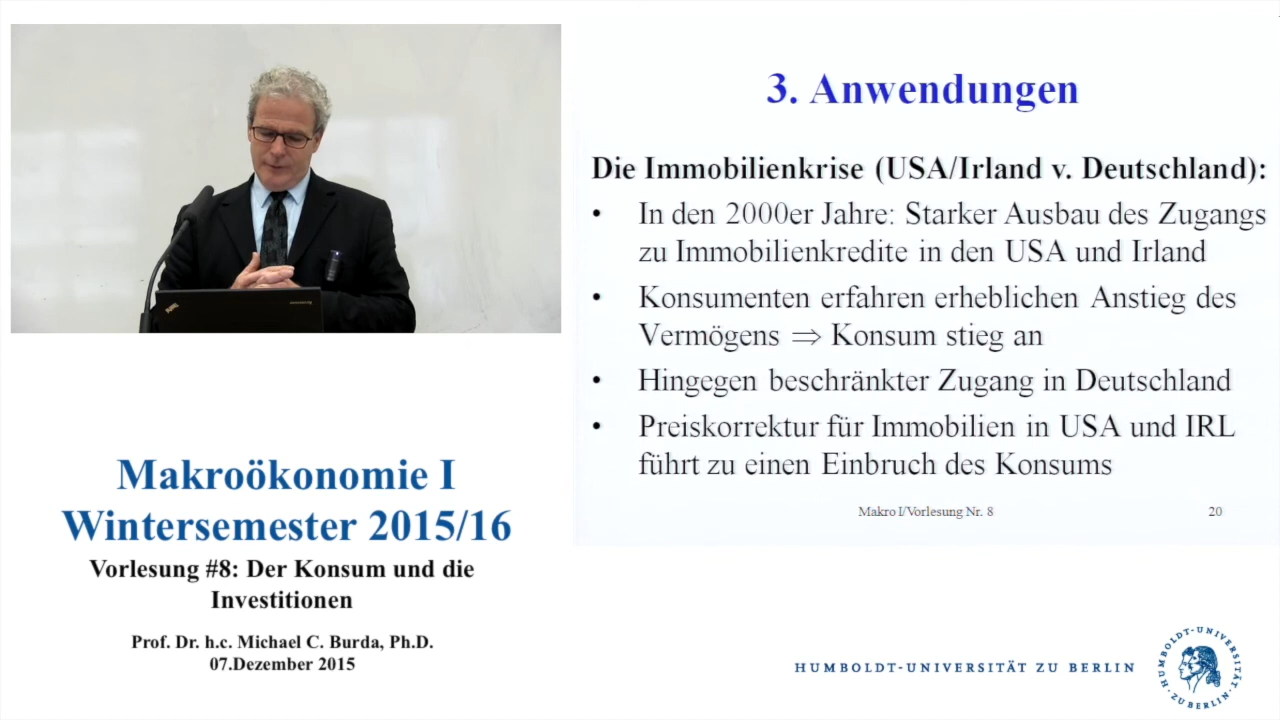 3. Anwendungen
Die Immobilienkrise (USA/Irland v. Deutschland):
• In den 2000er Jahre: Starker Ausbau des Zugangs
zu Immobilienkredite in den USA und Irland
• Konsumenten erfahren erheblichen Anstieg des
Vermögens ⇒ Konsum stieg an
• Hingegen beschränkter Zugang in Deutschland
• Preiskorrektur für Immobilien in USA und IRL
führt zu einen Einbruch des Konsums
Makro I/Vorlesung Nr. 8
20
Makroökonomie I
Wintersemester 2015/16
Vorlesung #8: Der Konsum und die
Investitionen
Prof. Dr. h.c. Michael C. Burda, Ph.D.
07.Dezember 2015
HUMBOLDT-UNIVERSITÄT ZU BERLIN
HUMBOLDT-UNIVERSITÄT
ZU BERLIN